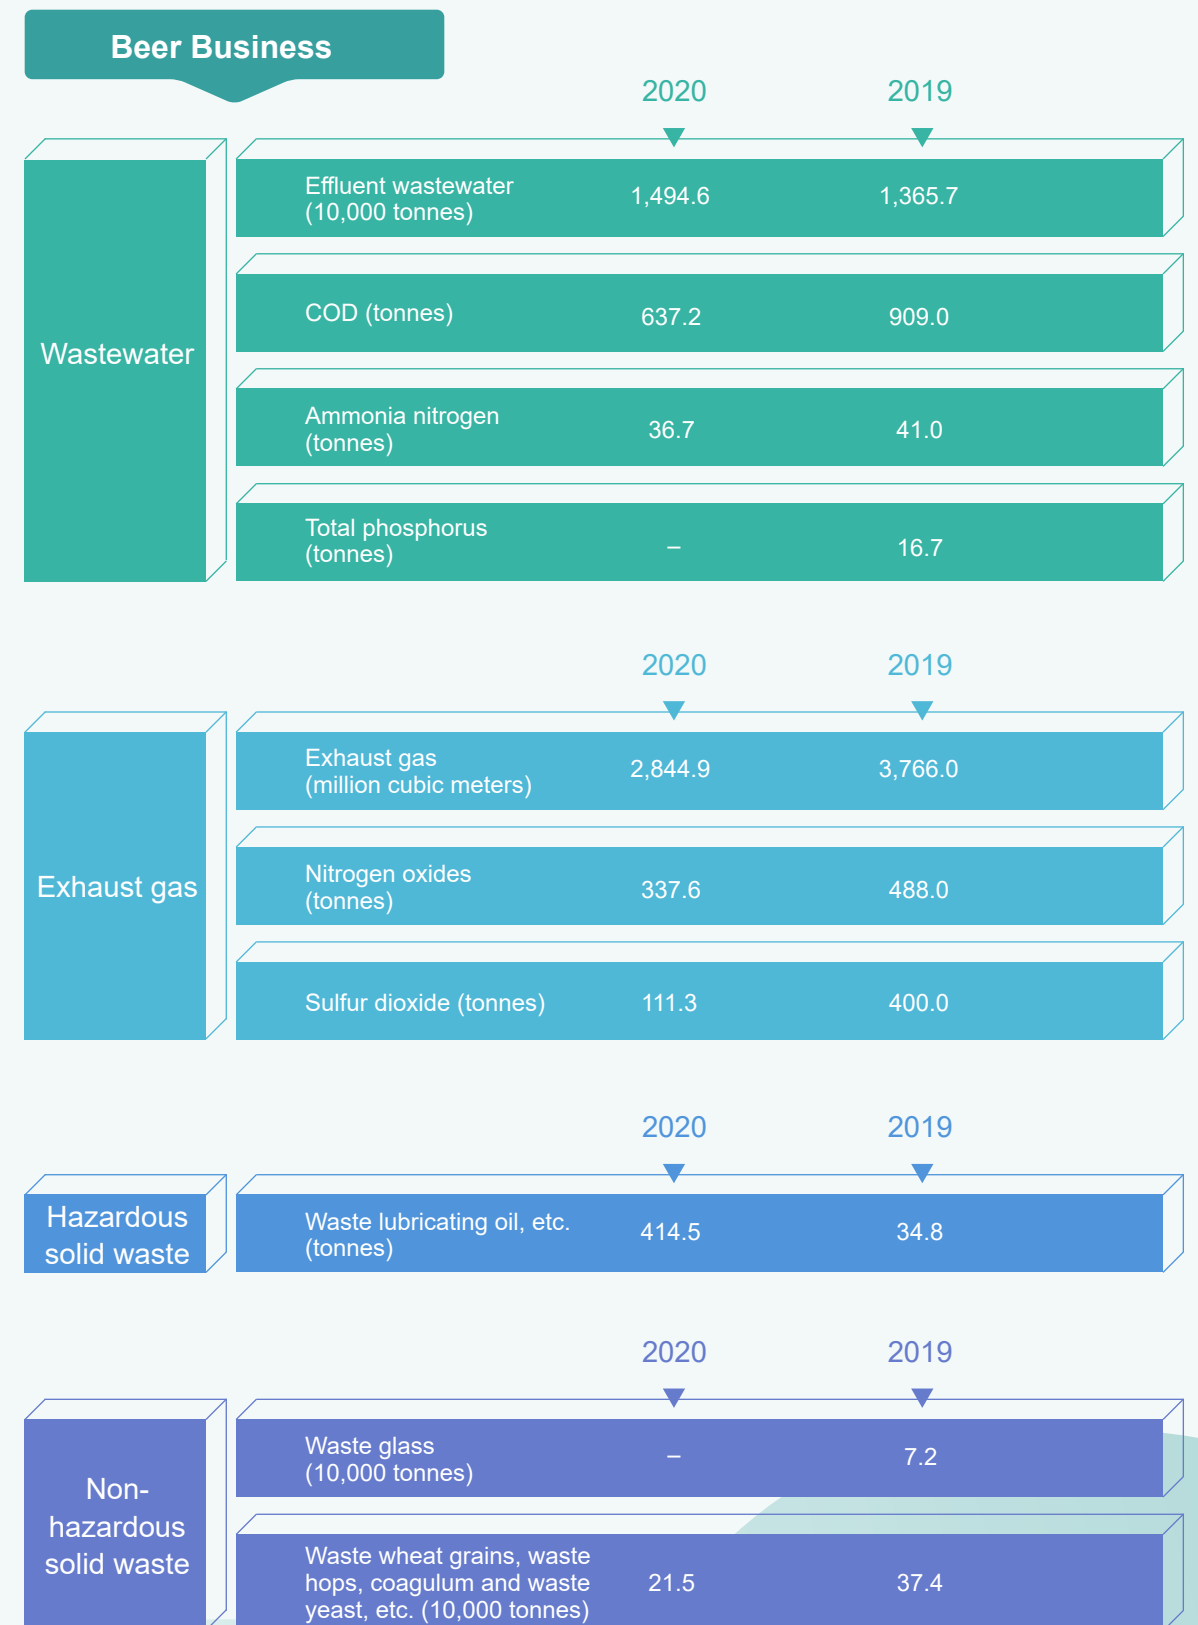 Beer Business
2020 2019
Wastewater
Effluent wastewater
(10,000 tonnes) 1,494.6 1,365.7
COD (tonnes) 637.2 909.0
Ammonia nitrogen
(tonnes) 36.7 41.0
Total phosphorus
(tonnes) – 16.7
2020 2019
Exhaust gas
Exhaust gas
(million cubic meters) 2,844.9 3,766.0
Nitrogen oxides
(tonnes) 337.6 488.0
Sulfur dioxide (tonnes) 111.3 400.0
2020 2019
Hazardous
solid waste
Waste lubricating oil, etc.
(tonnes) 414.5 34.8
2020 2019
Non-
hazardous
solid waste
Waste glass
(10,000 tonnes) – 7.2
Waste wheat grains, waste
hops, coagulum and waste 21.5 37.4
yeast, etc. (10,000 tonnes)